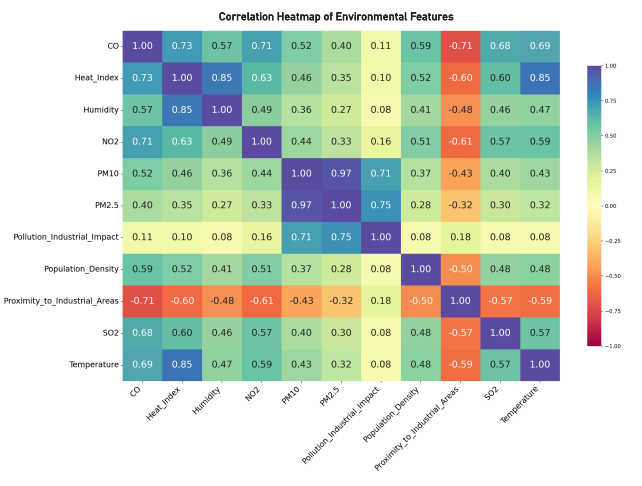 Correlation Heatmap of Environmental Features
CO 1.00 0.73 0.57 0.71 0.52 0.40 0.11 0.59 -0.71 0.68 0.69
Heat_Index 0.73 1.00 0.85 0.63 0.46 0.35 0.10 0.52 -0.60 0.60 0.85
Humidity 0.57 0.85 1.00 0.49 0.36 0.27 0.08 0.41 -0.48 0.46 0.47
NO2 0.71 0.63 0.49 1.00 0.44 0.33 0.16 0.51 -0.61 0.57 0.59
PM10 0.52 0.46 0.36 0.44 1.00 0.97 0.71 0.37 -0.43 0.40 0.43
PM2.5 0.40 0.35 0.27 0.33 0.97 1.00 0.75 0.28 -0.32 0.30 0.32
Pollution_Industrial_Impact 0.11 0.10 0.08 0.16 0.71 0.75 1.00 0.08 0.18 0.08 0.08
Population_Density 0.59 0.52 0.41 0.51 0.37 0.28 0.08 1.00 -0.50 0.48 0.48
Proximity_to_Industrial_Areas -0.71 -0.60 -0.48 -0.61 -0.43 -0.32 0.18 -0.50 1.00 -0.57 -0.59
SO2 0.68 0.60 0.46 0.57 0.40 0.30 0.08 0.48 -0.57 1.00 0.57
Temperature 0.69 0.85 0.47 0.59 0.43 0.32 0.08 0.48 -0.59 0.57 1.00
CO
Heat_Index
Humidity
NO2
PM10
PM2.5
Pollution_Industrial_Impact
Population_Density
Proximity_to_Industrial_Areas
SO2
Temperature
1.00
0.75
0.50
0.25
0.00
−0.25
−0.50
−0.75
−1.00